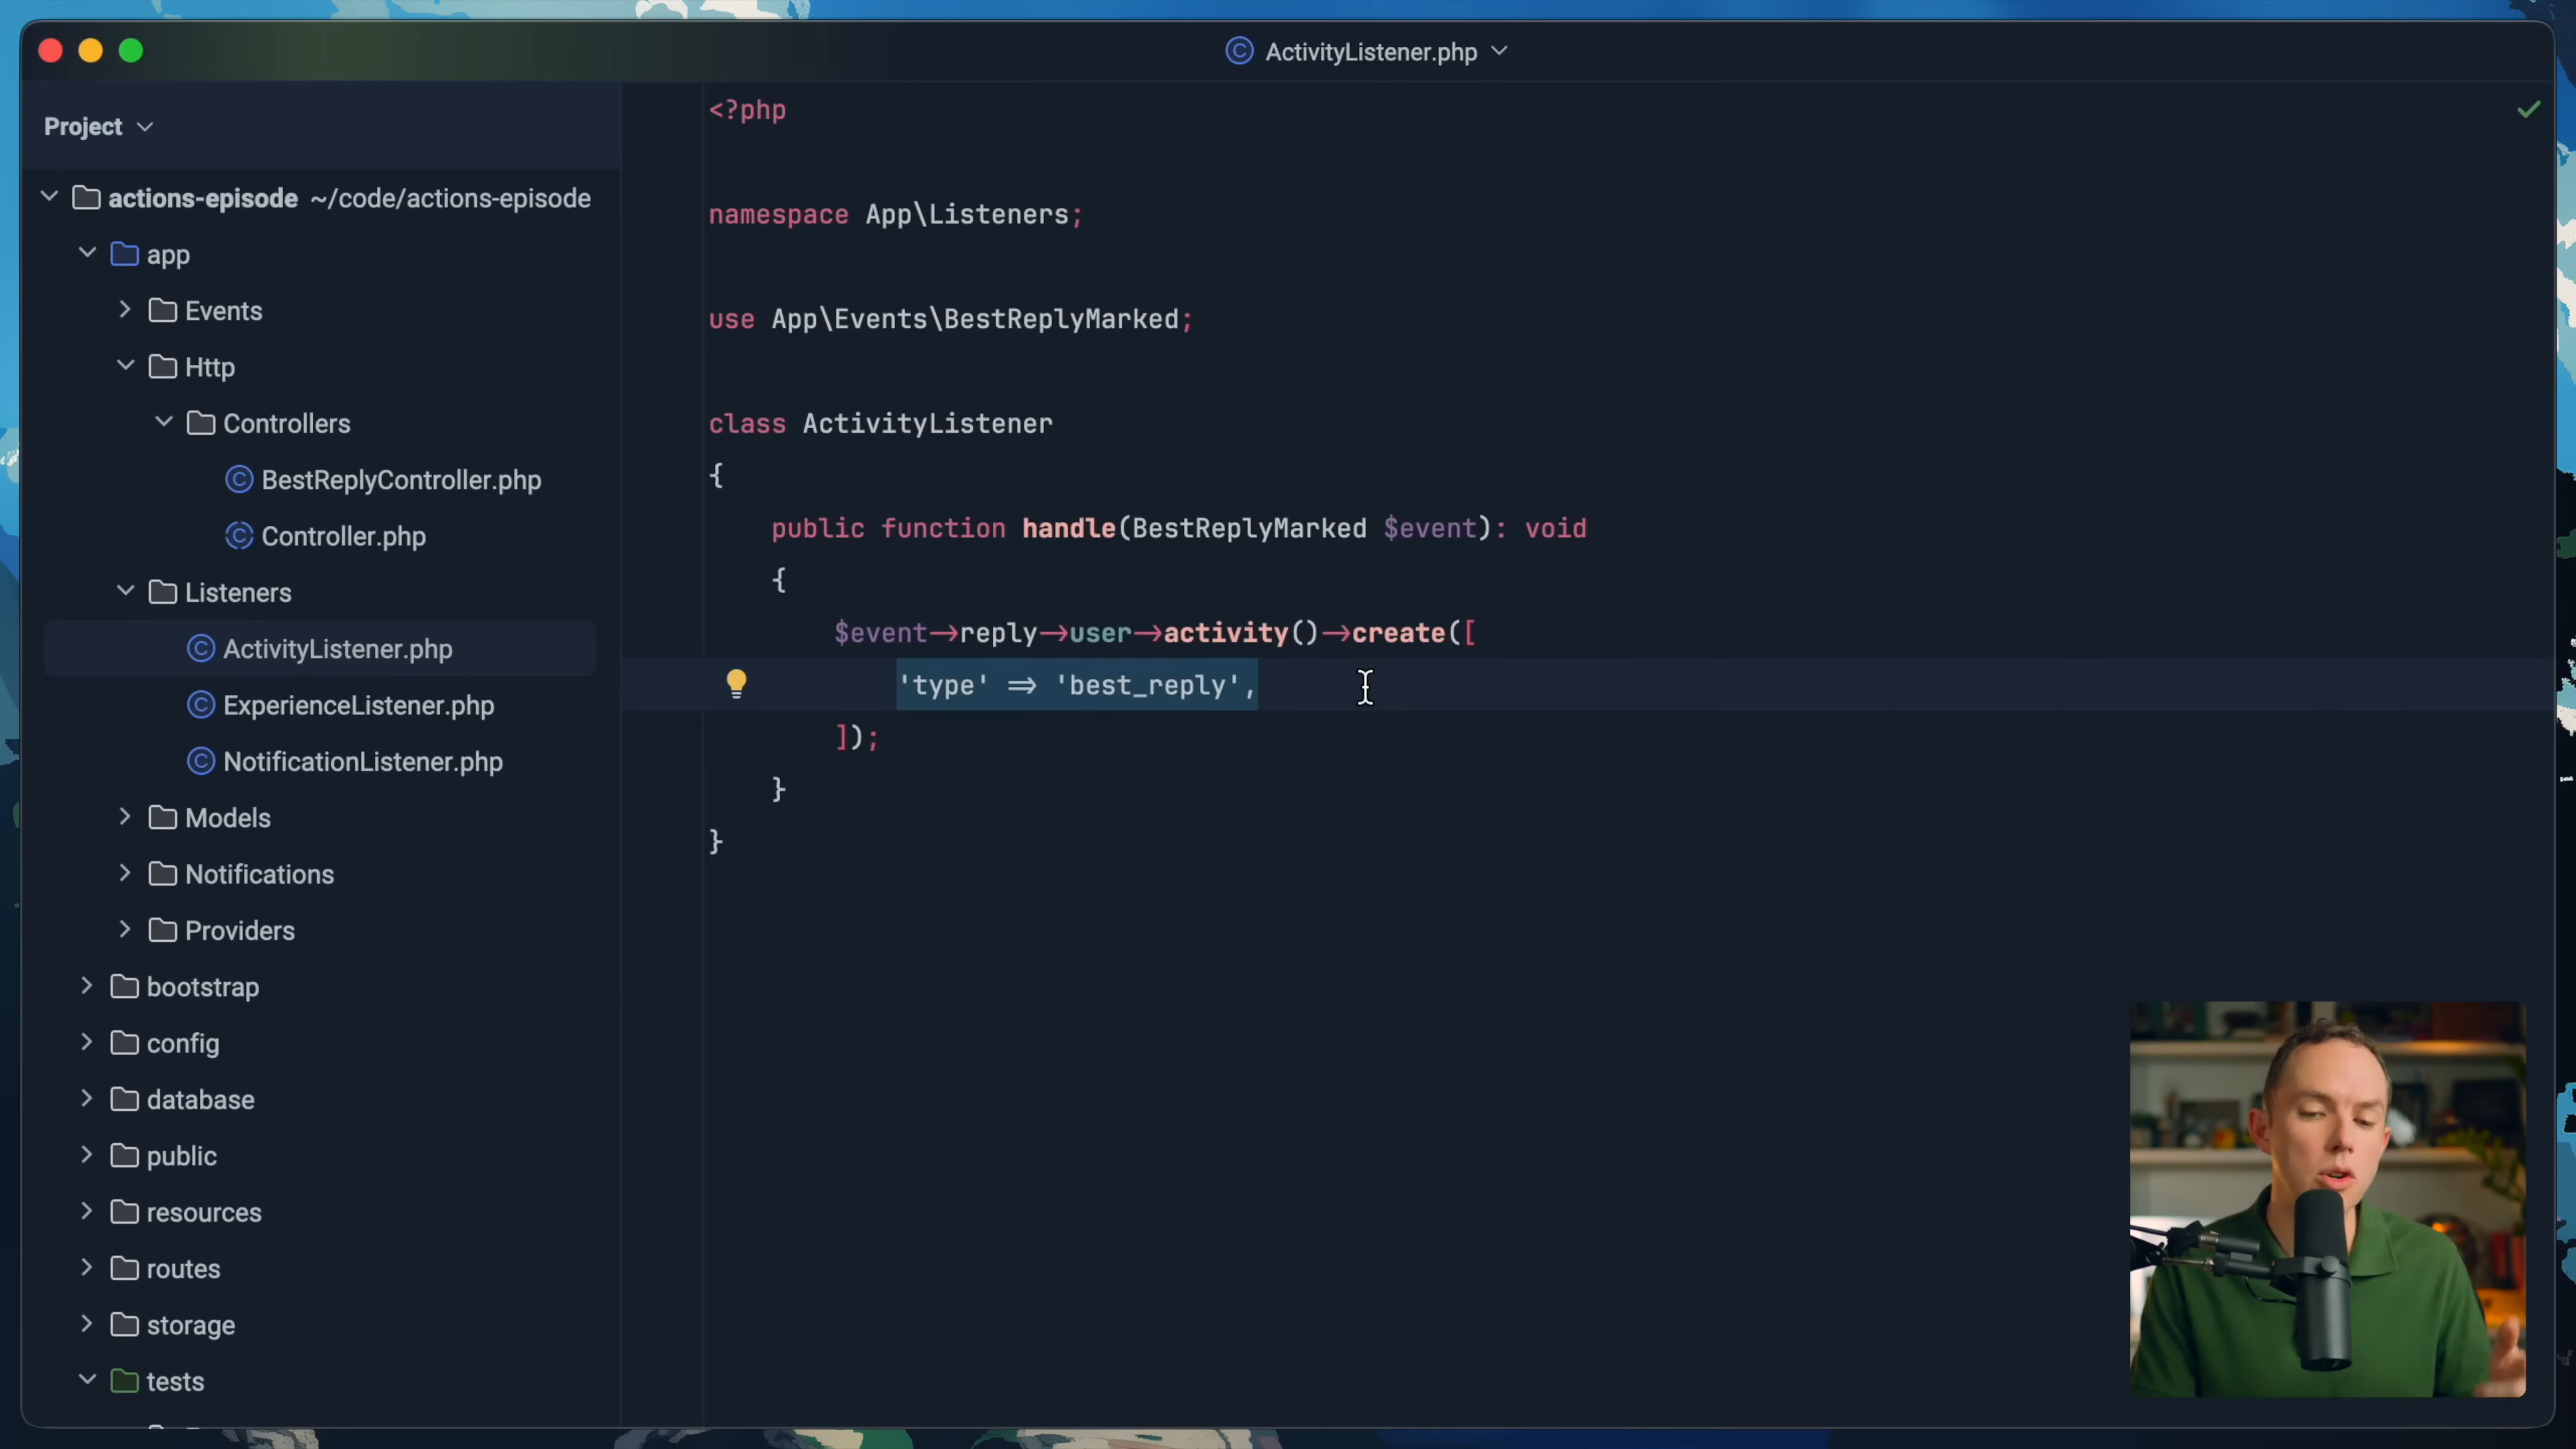 ActivityListener.php
Project
actions-episode ~/code/actions-episode
app
Events
Http
Controllers
BestReplyController.php
Controller.php
Listeners
ActivityListener.php
ExperienceListener.php
NotificationListener.php
Models
Notifications
Providers
bootstrap
config
database
public
resources
routes
storage
tests
<?php
namespace App\Listeners;
use App\Events\BestReplyMarked;
class ActivityListener
{
public function handle(BestReplyMarked $event): void
{
$event->reply->user->activity()->create([
'type' => 'best_reply',
]);
}
}